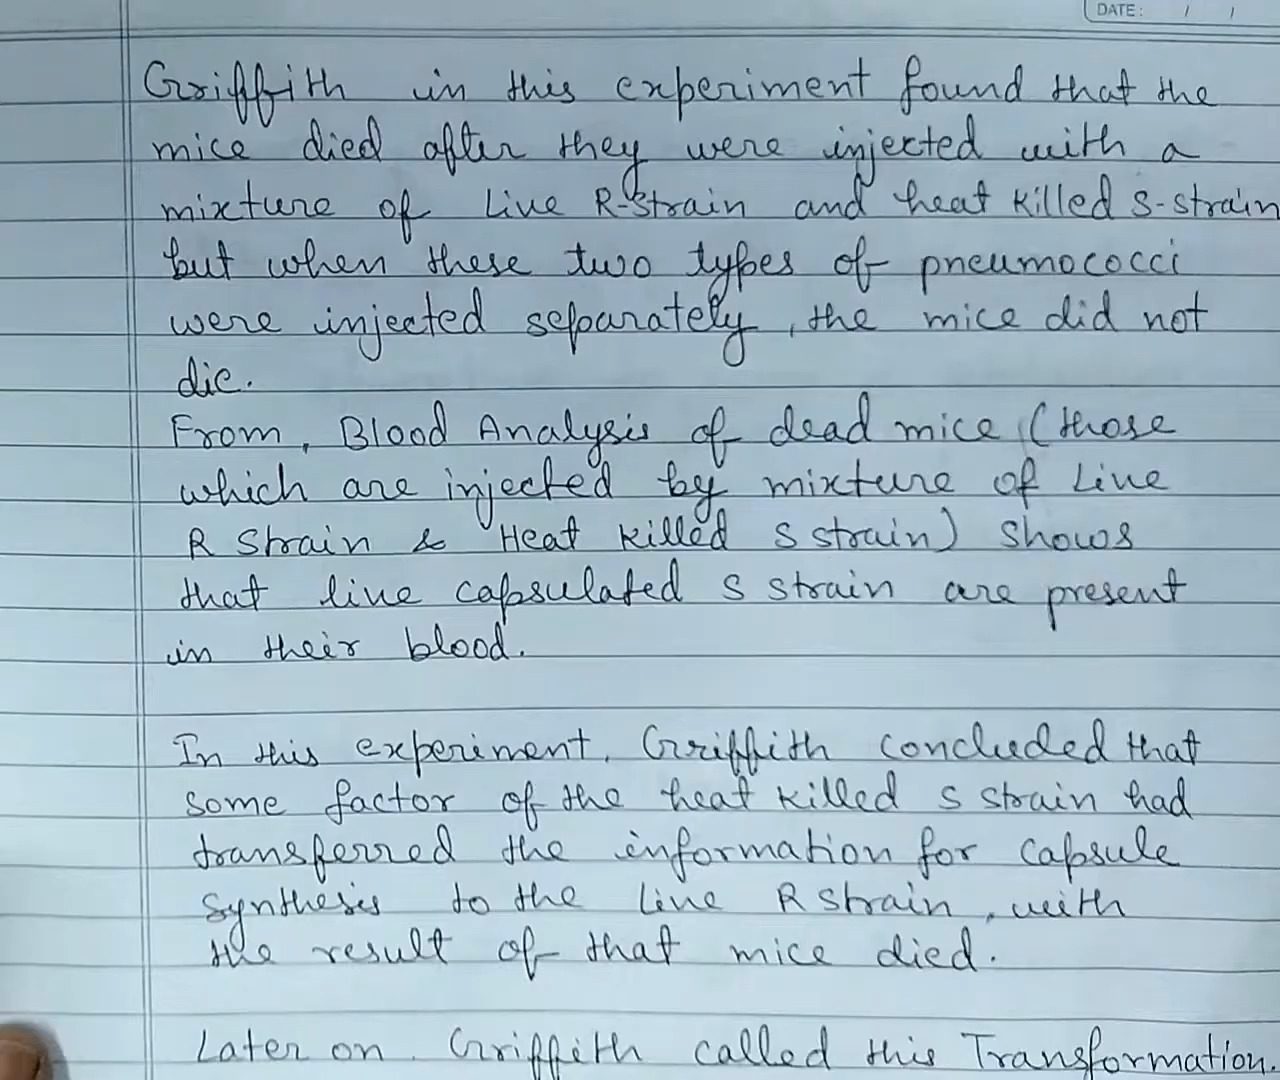 DATE: / /
Griffith in this experiment found that the
mice died after they were injected with a
mixture of Live R-Strain and heat killed S-strain
but when these two types of pneumococci
were injected separately, the mice did not
die.
From, Blood Analysis of dead mice (those
which are injected by mixture of Live
R Strain & Heat killed S strain) shows
that live capsulated S strain are present
in their blood.
In this experiment, Griffith concluded that
some factor of the heat killed S strain had
transferred the information for capsule
synthesis to the Live R strain, with
the result of that mice died.
Later on, Griffith called this Transformation.